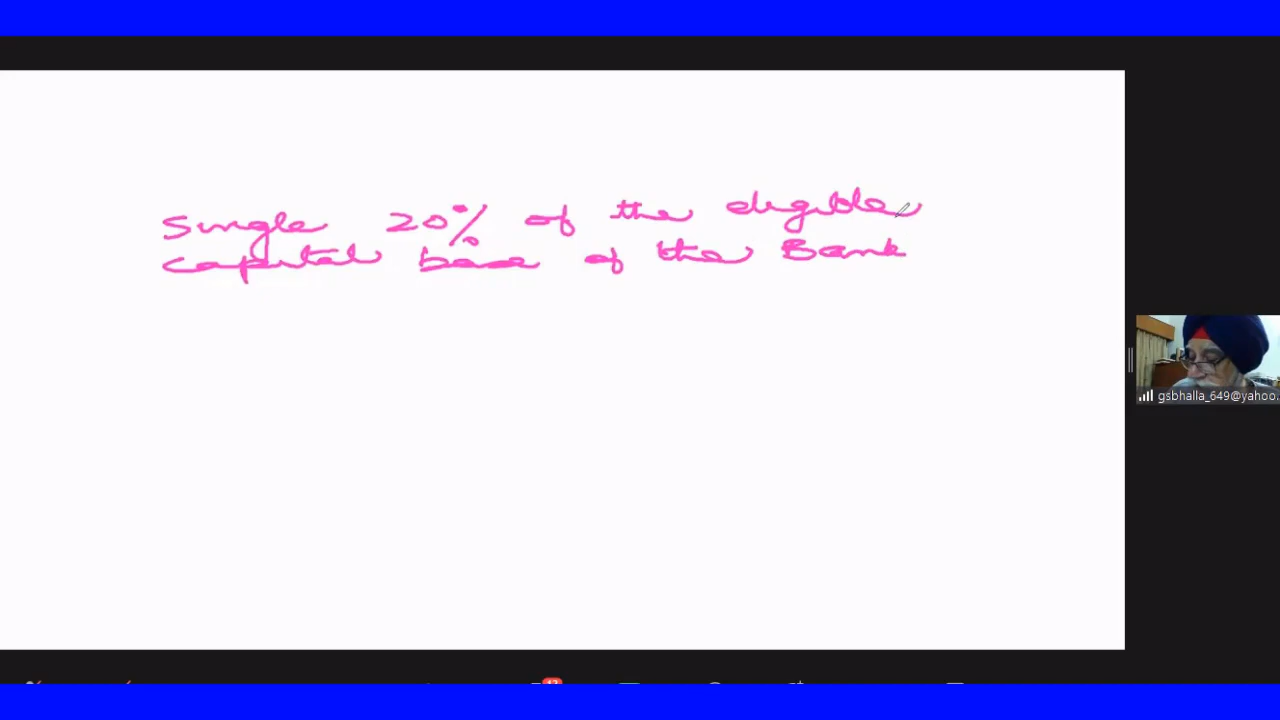 Single 20% of the eligible
capital base of the Bank
gsbhalla_649@yahoo.